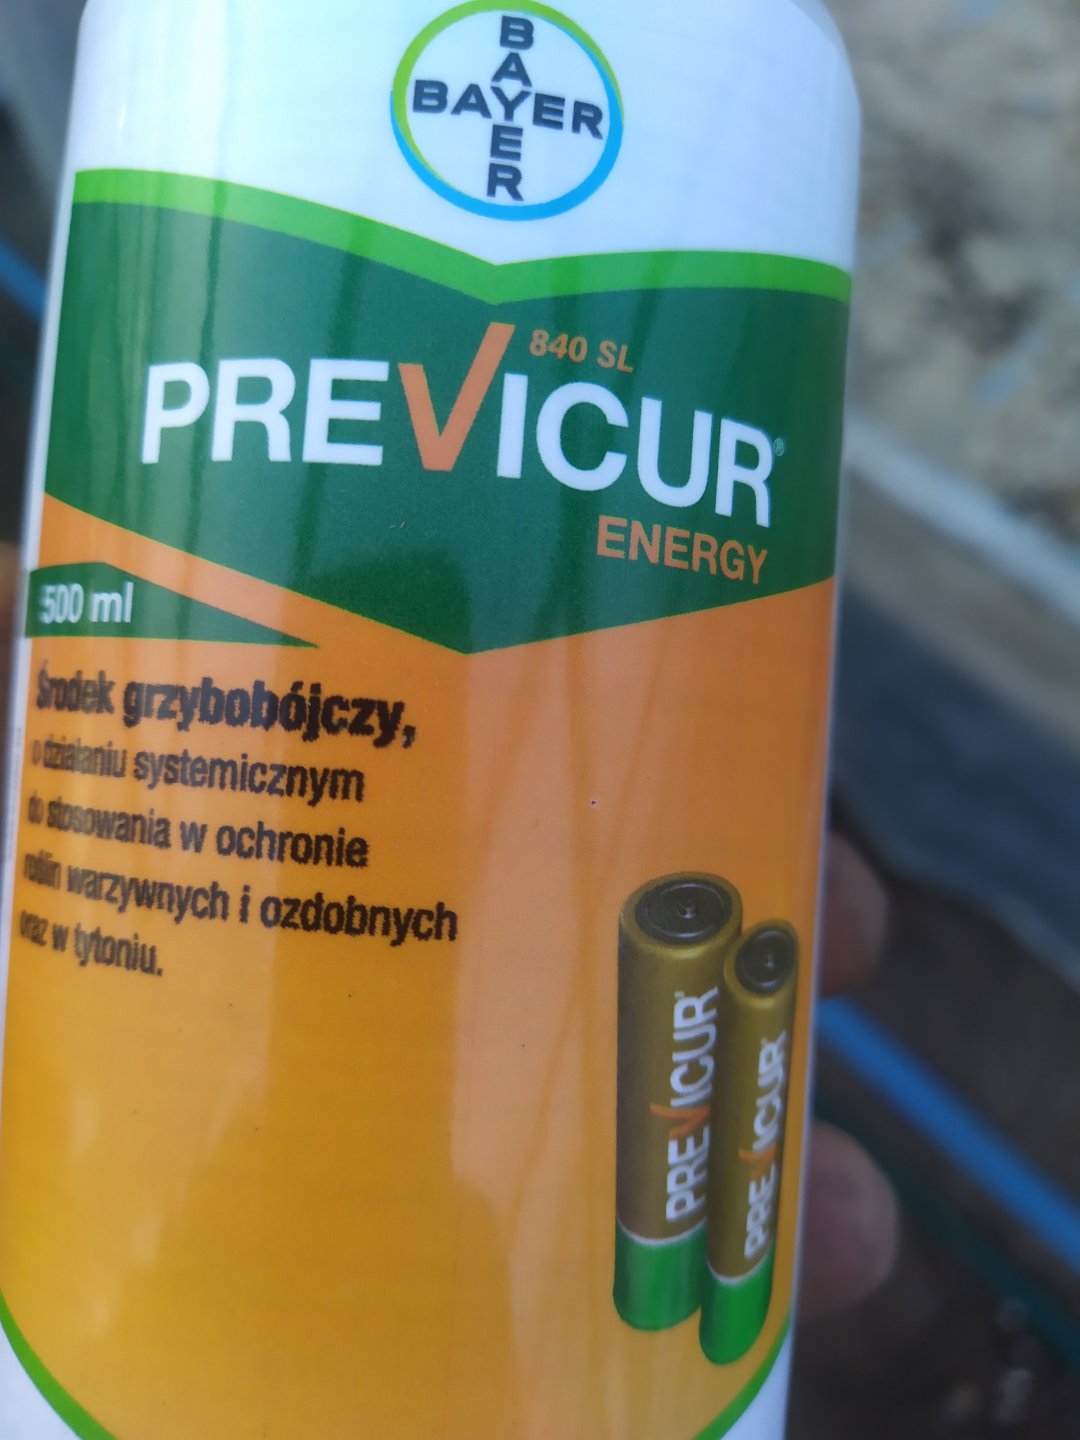 BAYER
BAYER
840 SL
PREVICUR®
ENERGY
500 ml
Środek grzybobójczy,
o działaniu systemicznym
do stosowania w ochronie
roślin warzywnych i ozdobnych
oraz w tytoniu.
PREVICUR
PREVICUR